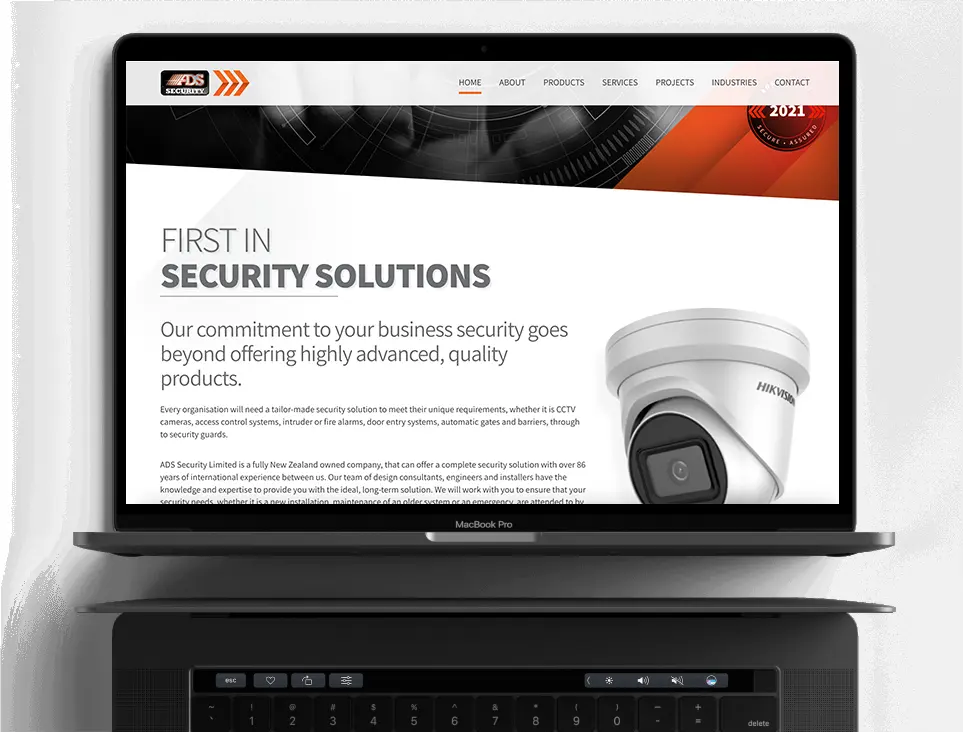 ADS
SECURITY
HOME ABOUT PRODUCTS SERVICES PROJECTS INDUSTRIES CONTACT
2021
SECURE • ASSURED
FIRST IN
SECURITY SOLUTIONS
Our commitment to your business security goes
beyond offering highly advanced, quality
products.
HIKVISION
Every organisation will need a tailor-made security solution to meet their unique requirements, whether it is CCTV
cameras, access control systems, intruder or fire alarms, door entry systems, automatic gates and barriers, through
to security guards.
ADS Security Limited is a fully New Zealand owned company, that can offer a complete security solution with over 86
years of international experience between us. Our team of design consultants, engineers and installers have the
knowledge and expertise to provide you with the ideal, long-term solution. We will work with you to ensure that your
security needs, whether it is a new installation, maintenance of an older system or an emergency, are attended to by
MacBook Pro
esc
~ ! @ # $ % ^ & * ( ) – +
` 1 2 3 4 5 6 7 8 9 0 - = delete